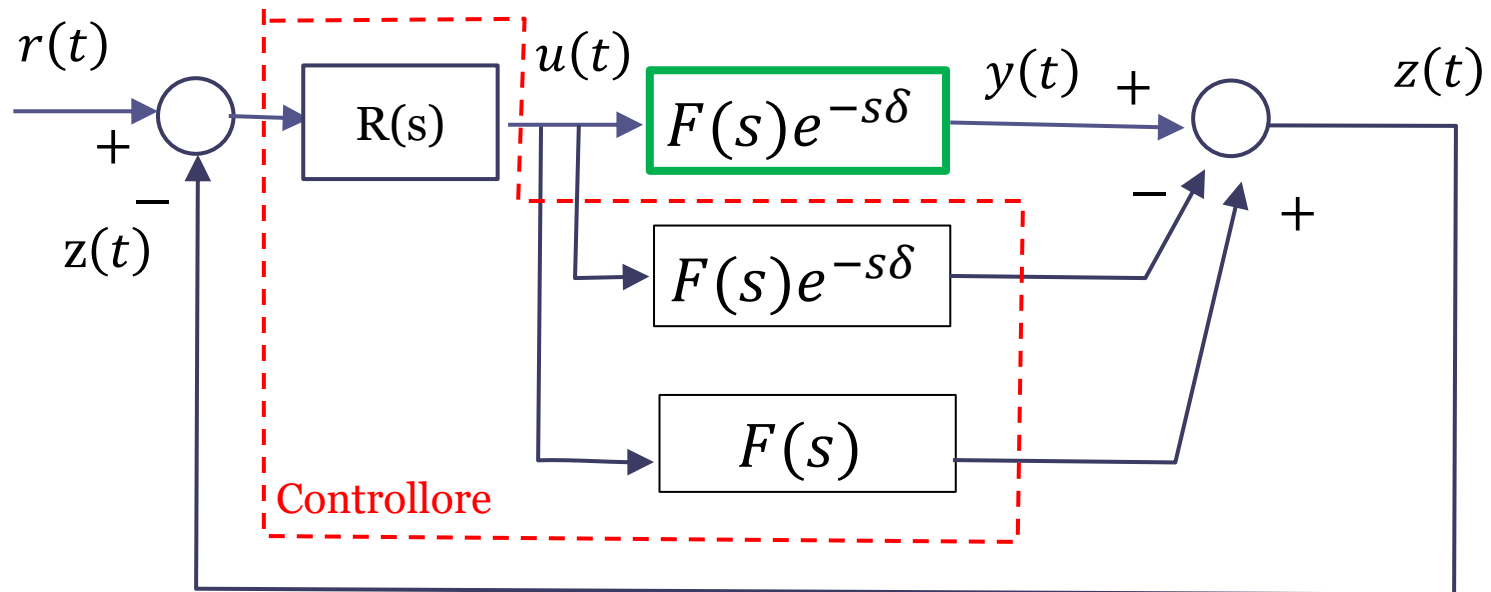 r(t)
+
−
z(t)
R(s)
u(t)
F(s)e^{−sδ}
y(t)
+
z(t)
−
+
F(s)e^{−sδ}
F(s)
Controllore